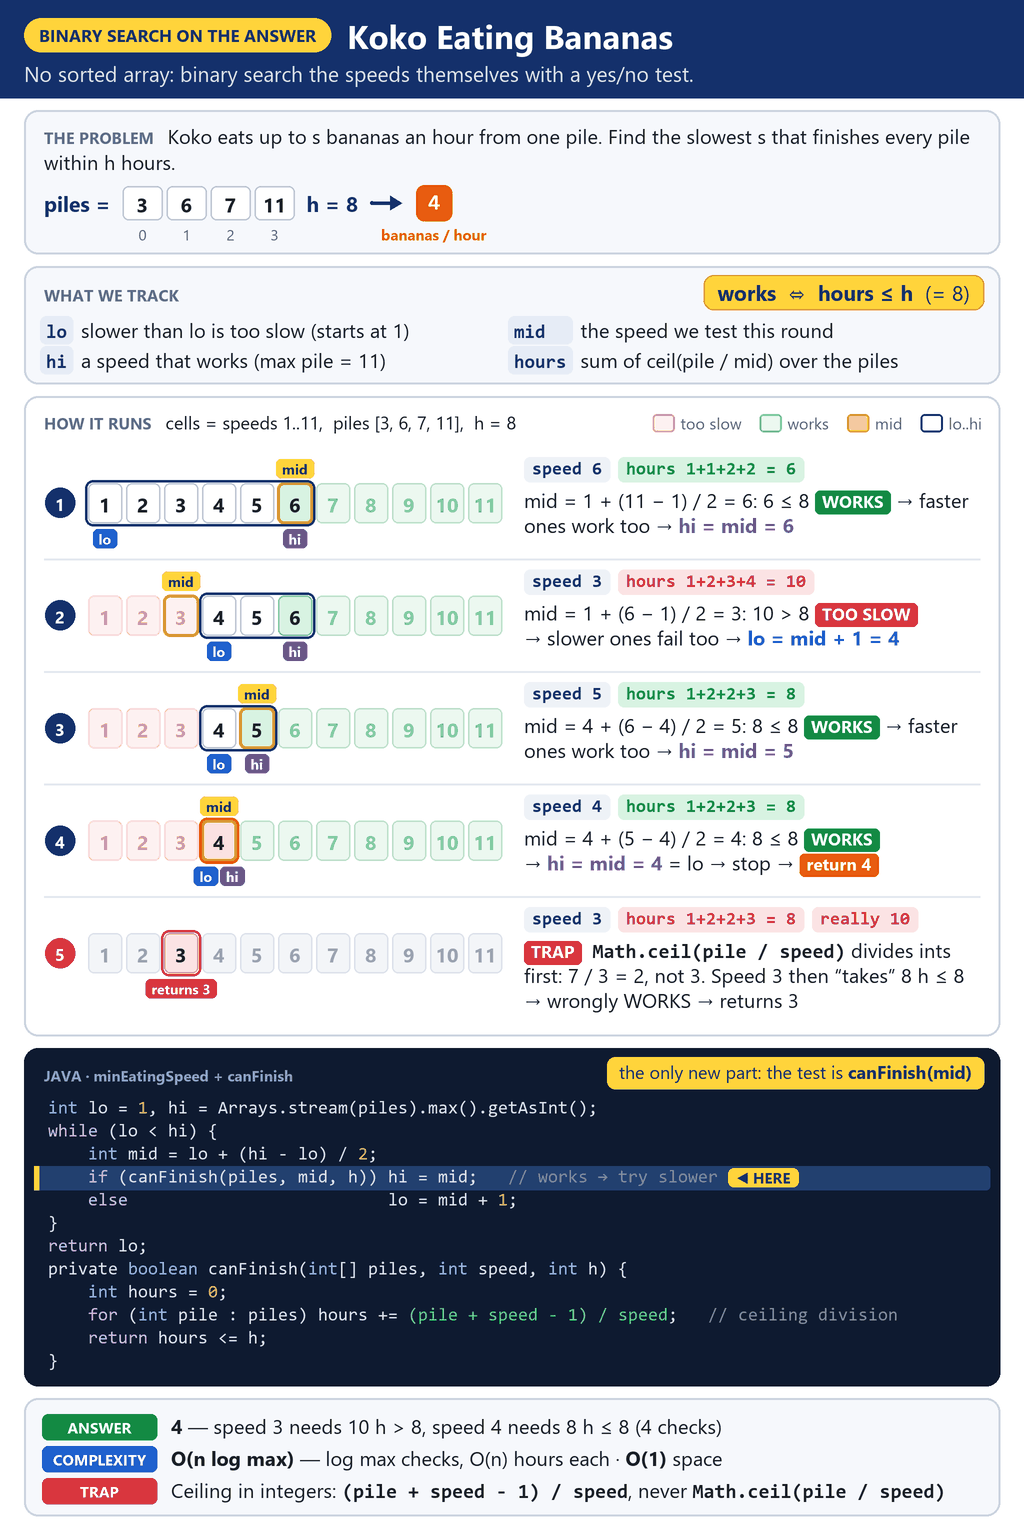 BINARY SEARCH ON THE ANSWER Koko Eating Bananas
No sorted array: binary search the speeds themselves with a yes/no test.
THE PROBLEM Koko eats up to s bananas an hour from one pile. Find the slowest s that finishes every pile
within h hours.
piles = 3 6 7 11 h = 8 → 4
0 1 2 3 bananas / hour
WHAT WE TRACK works ⇔ hours ≤ h (= 8)
lo slower than lo is too slow (starts at 1) mid the speed we test this round
hi a speed that works (max pile = 11) hours sum of ceil(pile / mid) over the piles
HOW IT RUNS cells = speeds 1..11, piles [3, 6, 7, 11], h = 8 too slow works mid lo..hi
mid
1 1 2 3 4 5 6 7 8 9 10 11
lo hi
speed 6 hours 1+1+2+2 = 6
mid = 1 + (11 − 1) / 2 = 6: 6 ≤ 8 WORKS → faster
ones work too → hi = mid = 6
mid
2 1 2 3 4 5 6 7 8 9 10 11
lo hi
speed 3 hours 1+2+3+4 = 10
mid = 1 + (6 − 1) / 2 = 3: 10 > 8 TOO SLOW
→ slower ones fail too → lo = mid + 1 = 4
mid
3 1 2 3 4 5 6 7 8 9 10 11
lo hi
speed 5 hours 1+2+2+3 = 8
mid = 4 + (6 − 4) / 2 = 5: 8 ≤ 8 WORKS → faster
ones work too → hi = mid = 5
mid
4 1 2 3 4 5 6 7 8 9 10 11
lo hi
speed 4 hours 1+2+2+3 = 8
mid = 4 + (5 − 4) / 2 = 4: 8 ≤ 8 WORKS
→ hi = mid = 4 = lo → stop → return 4
5 1 2 3 4 5 6 7 8 9 10 11
returns 3
speed 3 hours 1+2+2+3 = 8 really 10
TRAP Math.ceil(pile / speed) divides ints
first: 7 / 3 = 2, not 3. Speed 3 then “takes” 8 h ≤ 8
→ wrongly WORKS → returns 3
JAVA · minEatingSpeed + canFinish the only new part: the test is canFinish(mid)
int lo = 1, hi = Arrays.stream(piles).max().getAsInt();
while (lo < hi) {
int mid = lo + (hi - lo) / 2;
if (canFinish(piles, mid, h)) hi = mid; // works → try slower ◀ HERE
else lo = mid + 1;
}
return lo;
private boolean canFinish(int[] piles, int speed, int h) {
int hours = 0;
for (int pile : piles) hours += (pile + speed - 1) / speed; // ceiling division
return hours <= h;
}
ANSWER 4 — speed 3 needs 10 h > 8, speed 4 needs 8 h ≤ 8 (4 checks)
COMPLEXITY O(n log max) — log max checks, O(n) hours each · O(1) space
TRAP Ceiling in integers: (pile + speed - 1) / speed, never Math.ceil(pile / speed)